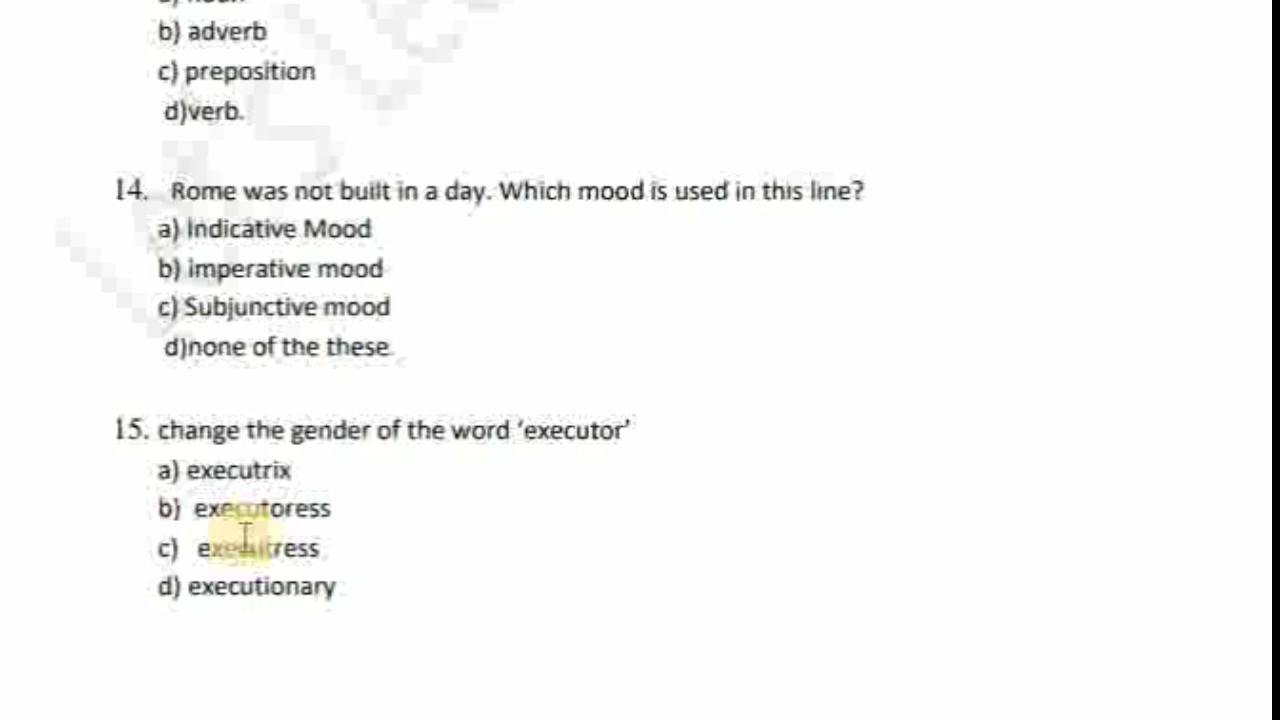 b) adverb
c) preposition
d)verb.
14. Rome was not built in a day. Which mood is used in this line?
a) Indicative Mood
b) imperative mood
c) Subjunctive mood
d)none of the these
15. change the gender of the word ‘executor’
a) executrix
b) executoress
c) executress
d) executionary